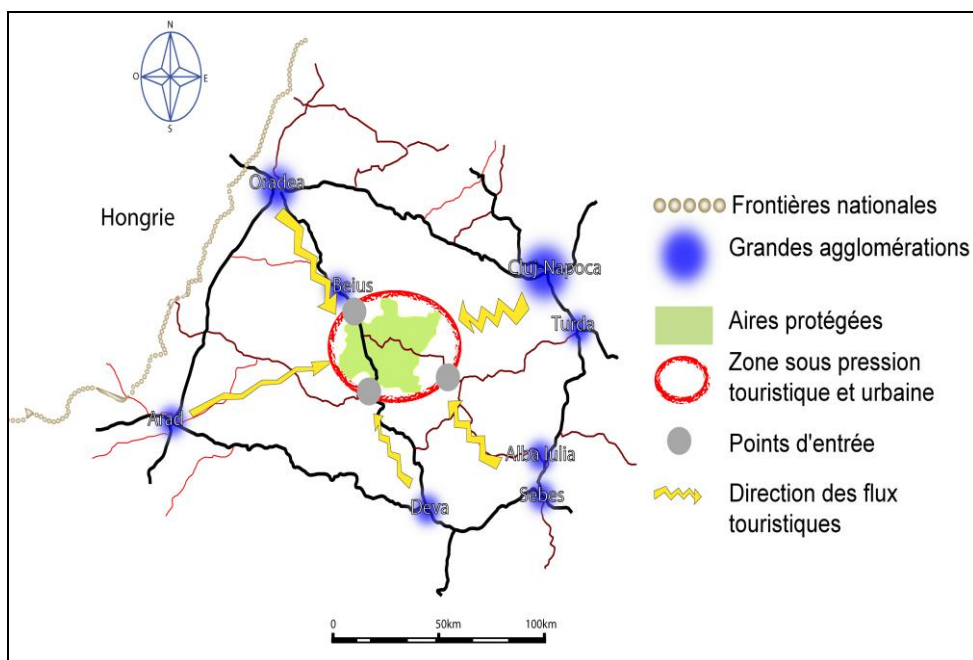 N
O
E
S
Oradea
Hongrie
Cluj-Napoca
Beius
Turda
Arad
Alba Iulia
Sebes
Deva
Frontières nationales
Grandes agglomérations
Aires protégées
Zone sous pression
touristique et urbaine
Points d'entrée
Direction des flux
touristiques
0
50km
100km